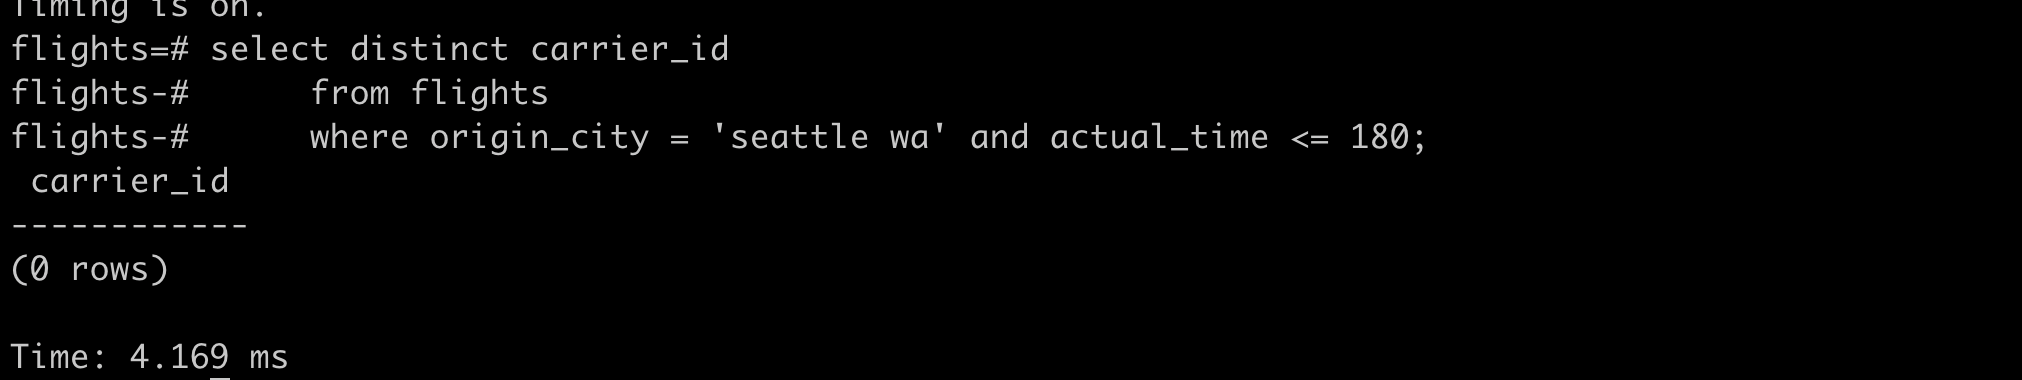 Timing is on.
flights=# select distinct carrier_id
flights-#      from flights
flights-#      where origin_city = 'seattle wa' and actual_time <= 180;
 carrier_id
------------
(0 rows)

Time: 4.169 ms